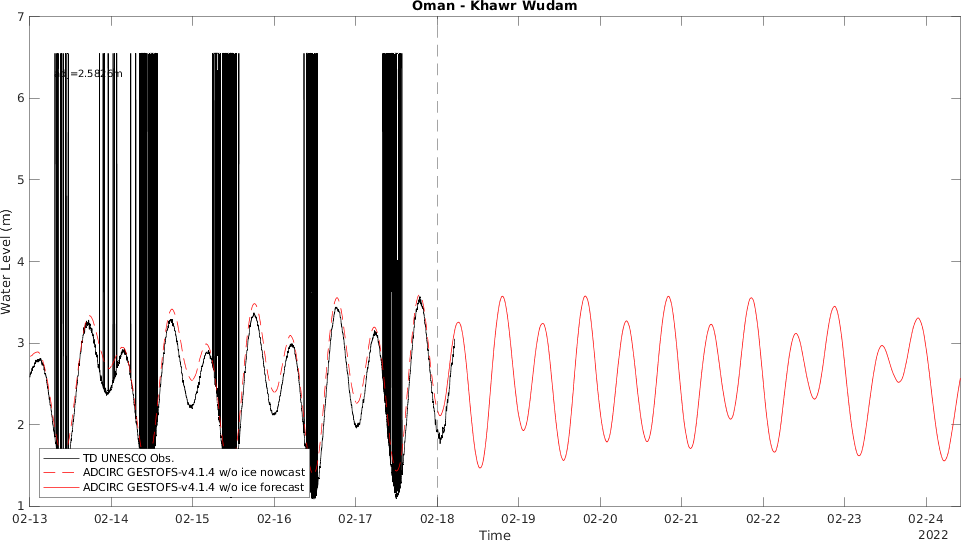 Oman - Khawr Wudam
7
6
5
4
3
2
1
Water Level (m)
=2.5826m
TD UNESCO Obs.
ADCIRC GESTOFS-v4.1.4 w/o ice nowcast
ADCIRC GESTOFS-v4.1.4 w/o ice forecast
02-13 02-14 02-15 02-16 02-17 02-18 02-19 02-20 02-21 02-22 02-23 02-24
Time
2022